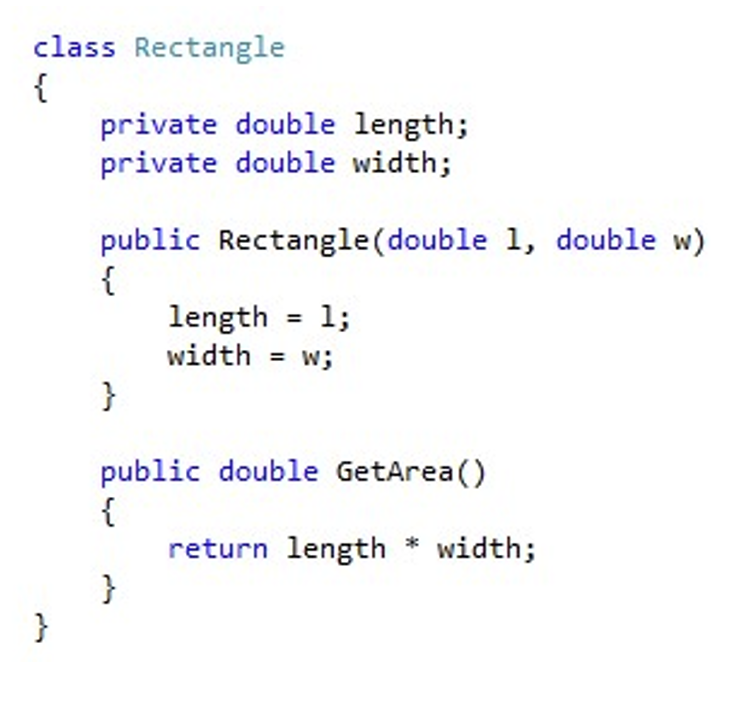 class Rectangle
{
    private double length;
    private double width;

    public Rectangle(double l, double w)
    {
        length = l;
        width = w;
    }

    public double GetArea()
    {
        return length * width;
    }
}